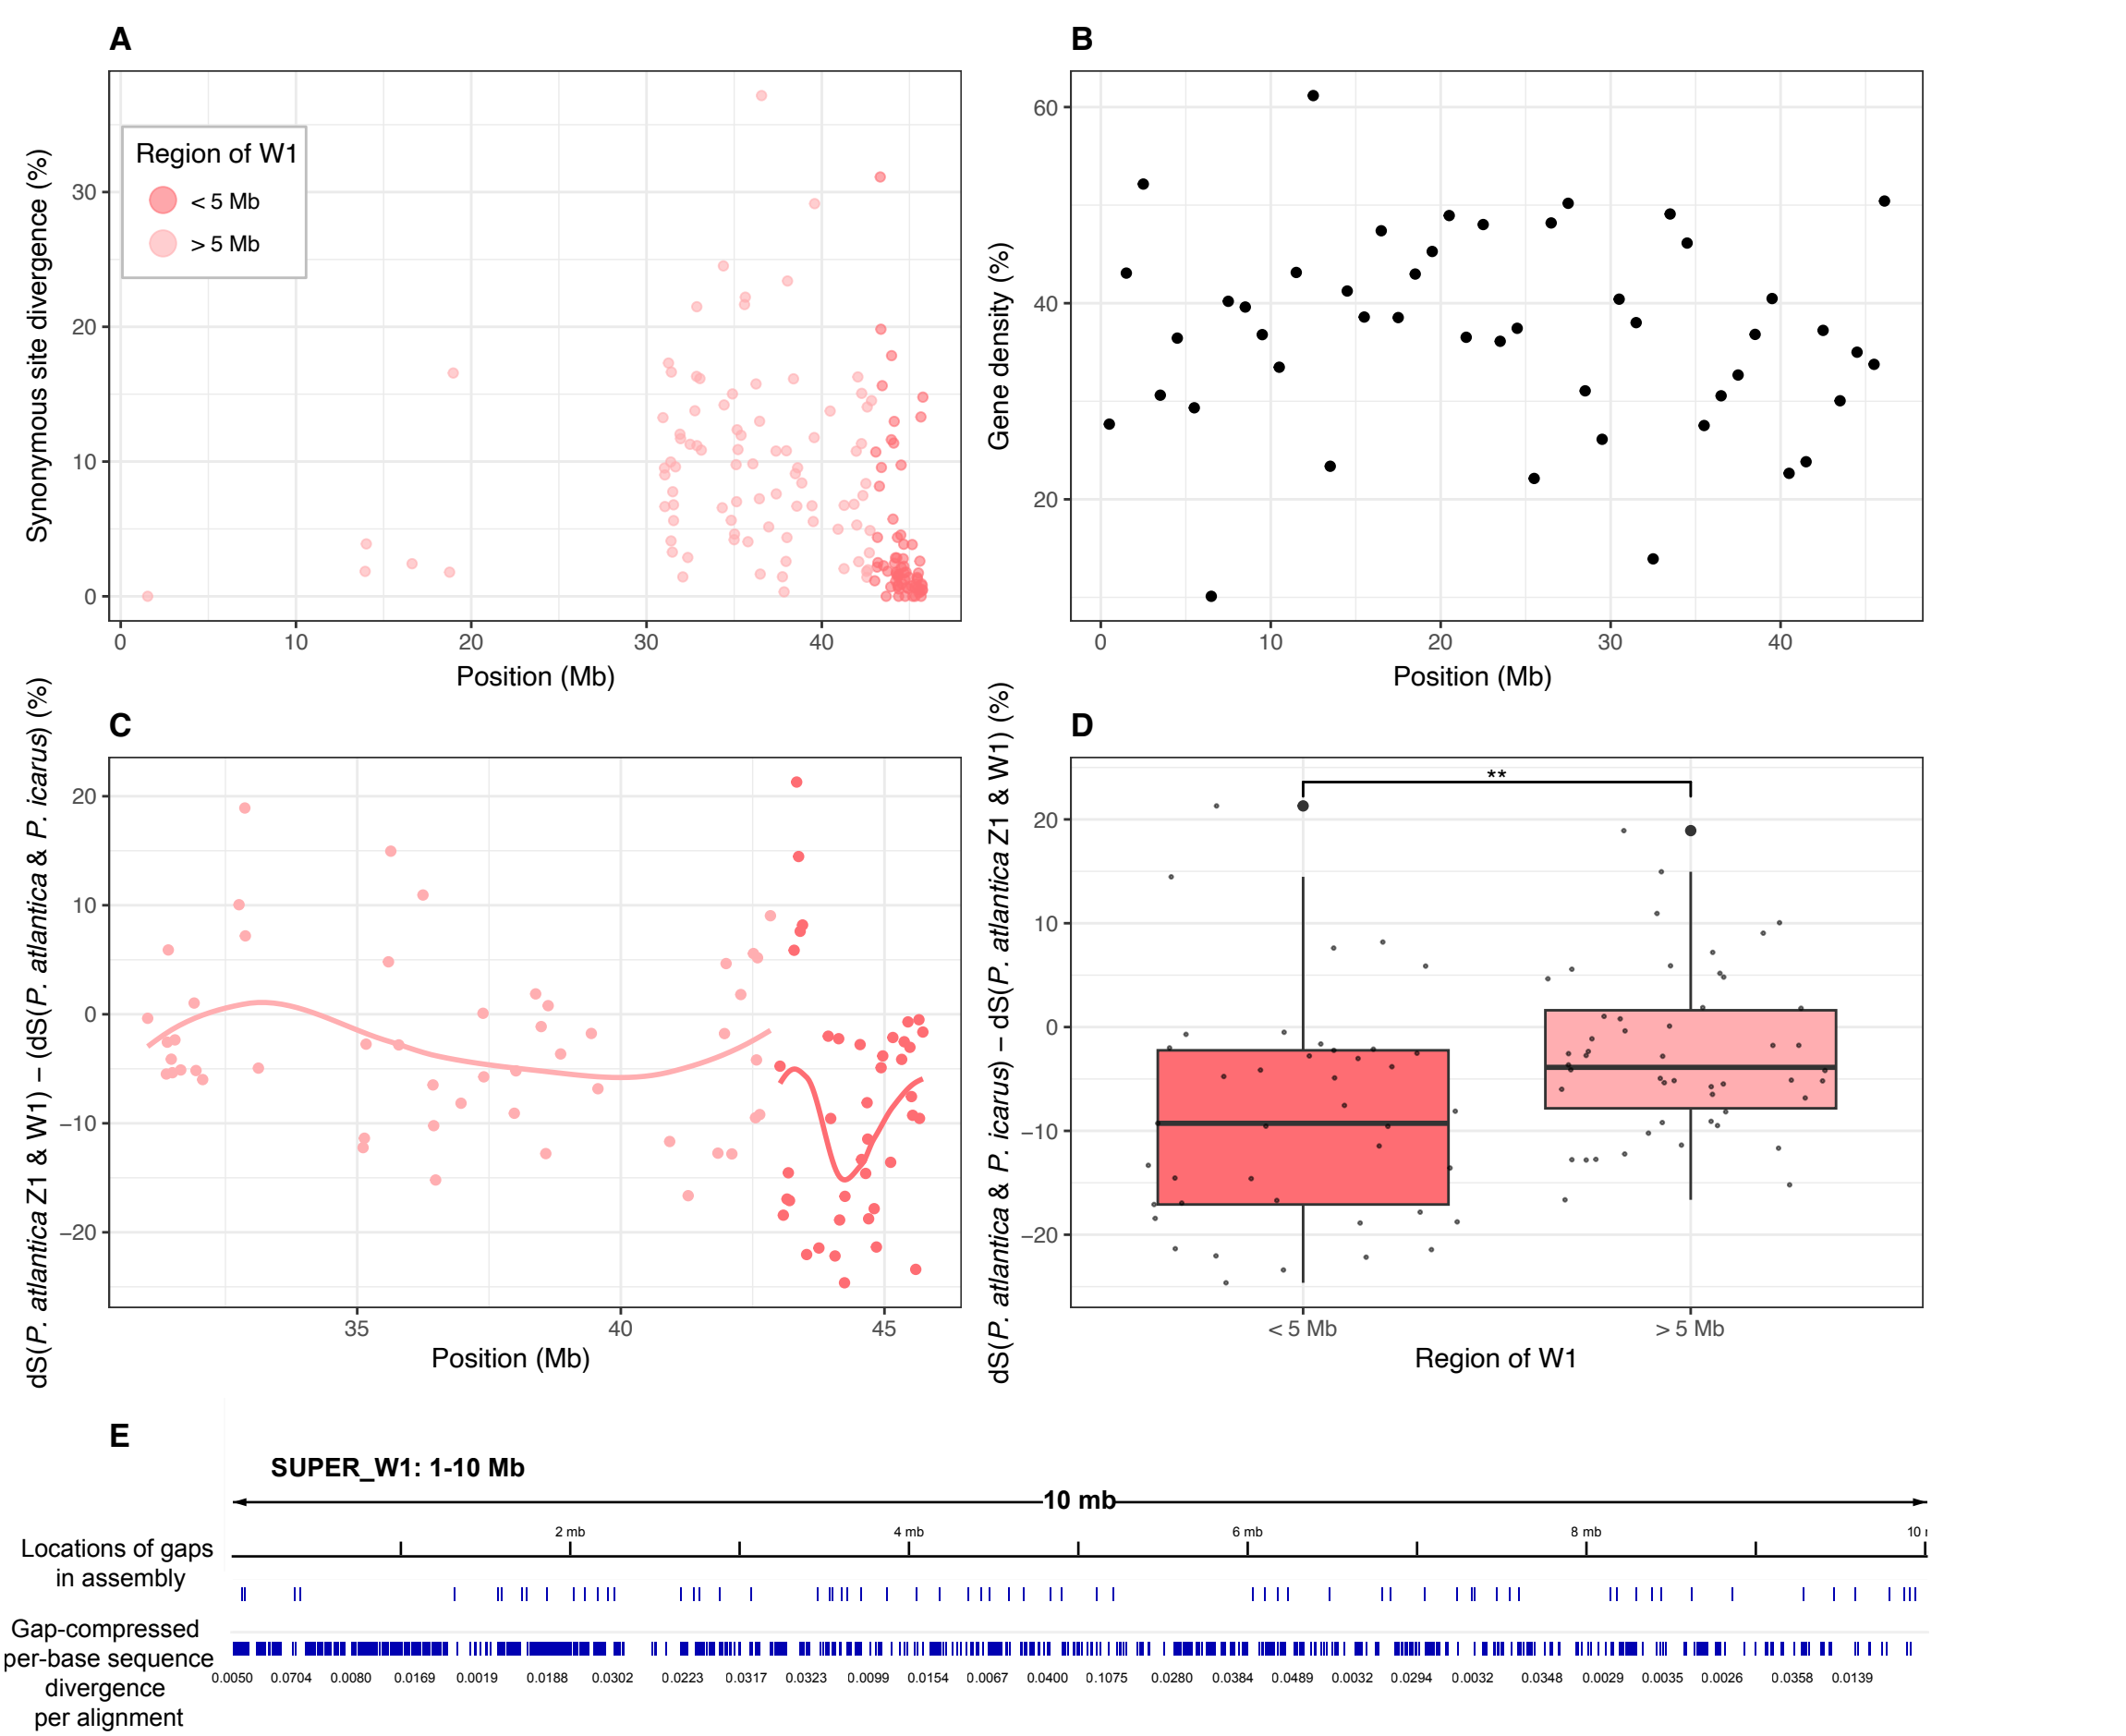 A
Synonymous site divergence (%)
30
20
10
0
Region of W1
< 5 Mb
> 5 Mb
0 10 20 30 40
Position (Mb)
B
Gene density (%)
60
40
20
0 10 20 30 40
Position (Mb)
C
dS(P. atlantica Z1 & W1) − (dS(P. atlantica & P. icarus) (%)
20
10
0
−10
−20
35 40 45
Position (Mb)
D
dS(P. atlantica & P. icarus) − dS(P. atlantica Z1 & W1) (%)
20
10
0
−10
−20
**
< 5 Mb > 5 Mb
Region of W1
E
SUPER_W1: 1-10 Mb
10 mb
2 mb 4 mb 6 mb 8 mb 10
Locations of gaps
in assembly
Gap-compressed
per-base sequence
divergence
per alignment
0.0050 0.0704 0.0080 0.0169 0.0019 0.0188 0.0302 0.0223 0.0317 0.0323 0.0099 0.0154 0.0067 0.0400 0.1075 0.0280 0.0384 0.0489 0.0032 0.0294 0.0032 0.0348 0.0029 0.0035 0.0026 0.0358 0.0139